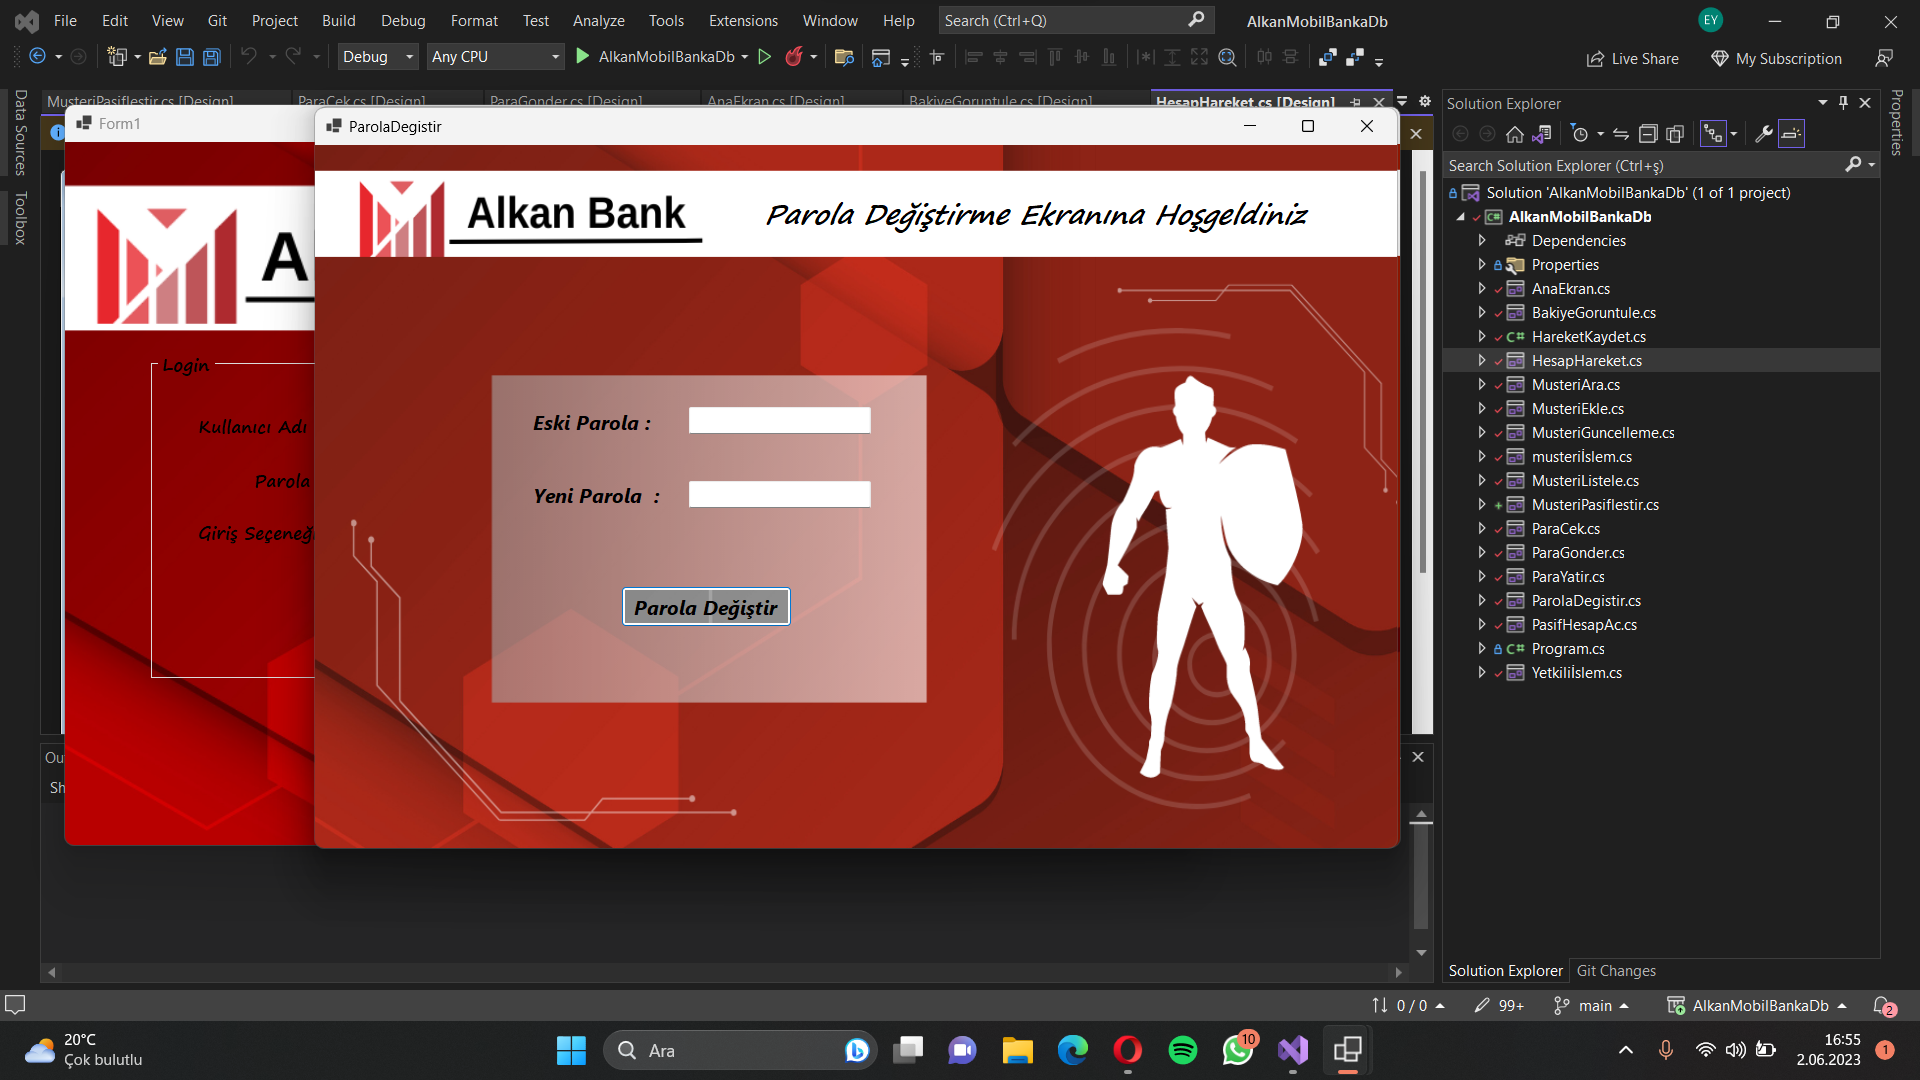 File Edit View Git Project Build Debug Format Test Analyze Tools Extensions Window Help Search (Ctrl+Q) AlkanMobilBankaDb EY
Debug Any CPU AlkanMobilBankaDb Live Share My Subscription
Data Sources
Toolbox
MusteriPasiflestir.cs [Design] ParaCek.cs [Design] ParaGonder.cs [Design] AnaEkran.cs [Design] BakiyeGoruntule.cs [Design] HesapHareket.cs [Design]
Form1
A
Login
Kullanıcı Adı
Parola
Giriş Seçeneği
ParolaDegistir
Alkan Bank
Parola Değiştirme Ekranına Hoşgeldiniz
Eski Parola :
Yeni Parola :
Parola Değiştir
Ou
Sh
Solution Explorer
Search Solution Explorer (Ctrl+ş)
Solution 'AlkanMobilBankaDb' (1 of 1 project)
AlkanMobilBankaDb
Dependencies
Properties
AnaEkran.cs
BakiyeGoruntule.cs
HareketKaydet.cs
HesapHareket.cs
MusteriAra.cs
MusteriEkle.cs
MusteriGuncelleme.cs
musteriİslem.cs
MusteriListele.cs
MusteriPasiflestir.cs
ParaCek.cs
ParaGonder.cs
ParaYatir.cs
ParolaDegistir.cs
PasifHesapAc.cs
Program.cs
Yetkiliİslem.cs
Solution Explorer Git Changes
Properties
0 / 0 99+ main AlkanMobilBankaDb 2
20°C
Çok bulutlu
Ara
10
16:55
2.06.2023
1